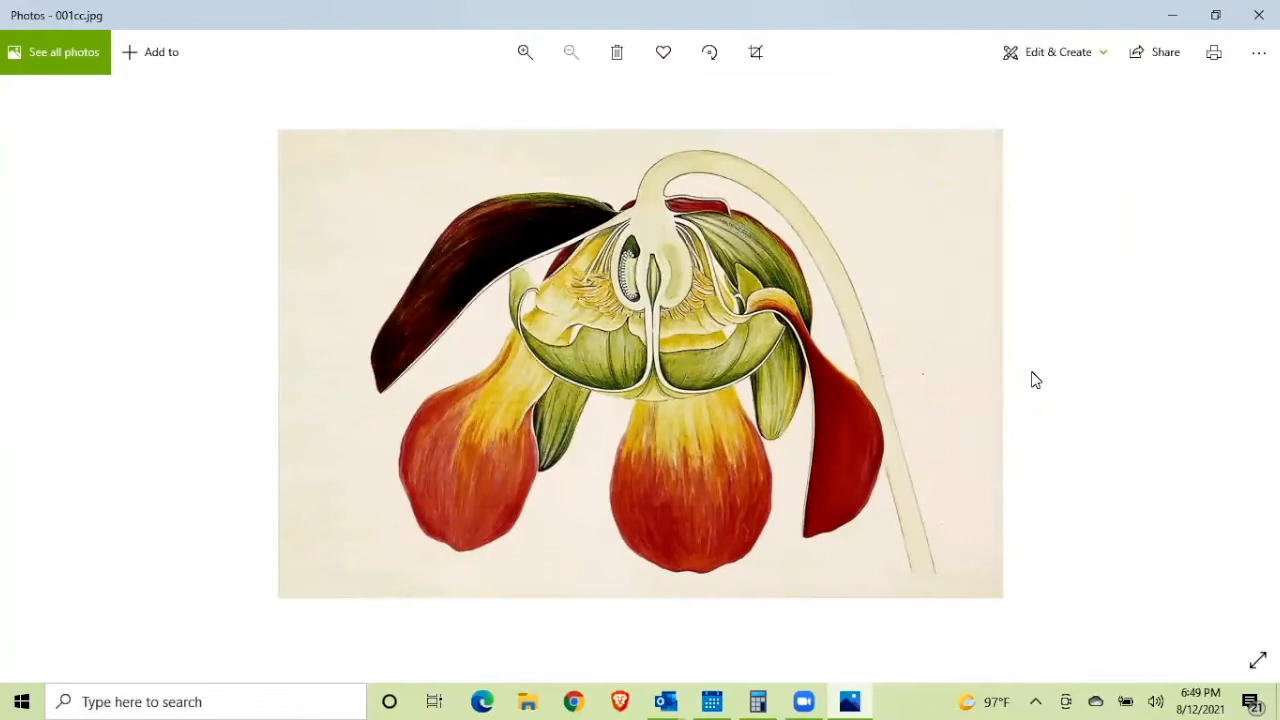 Photos - 001cc.jpg
See all photos
Add to
Edit & Create
Share
Type here to search
97°F
6:49 PM
8/12/2021
21